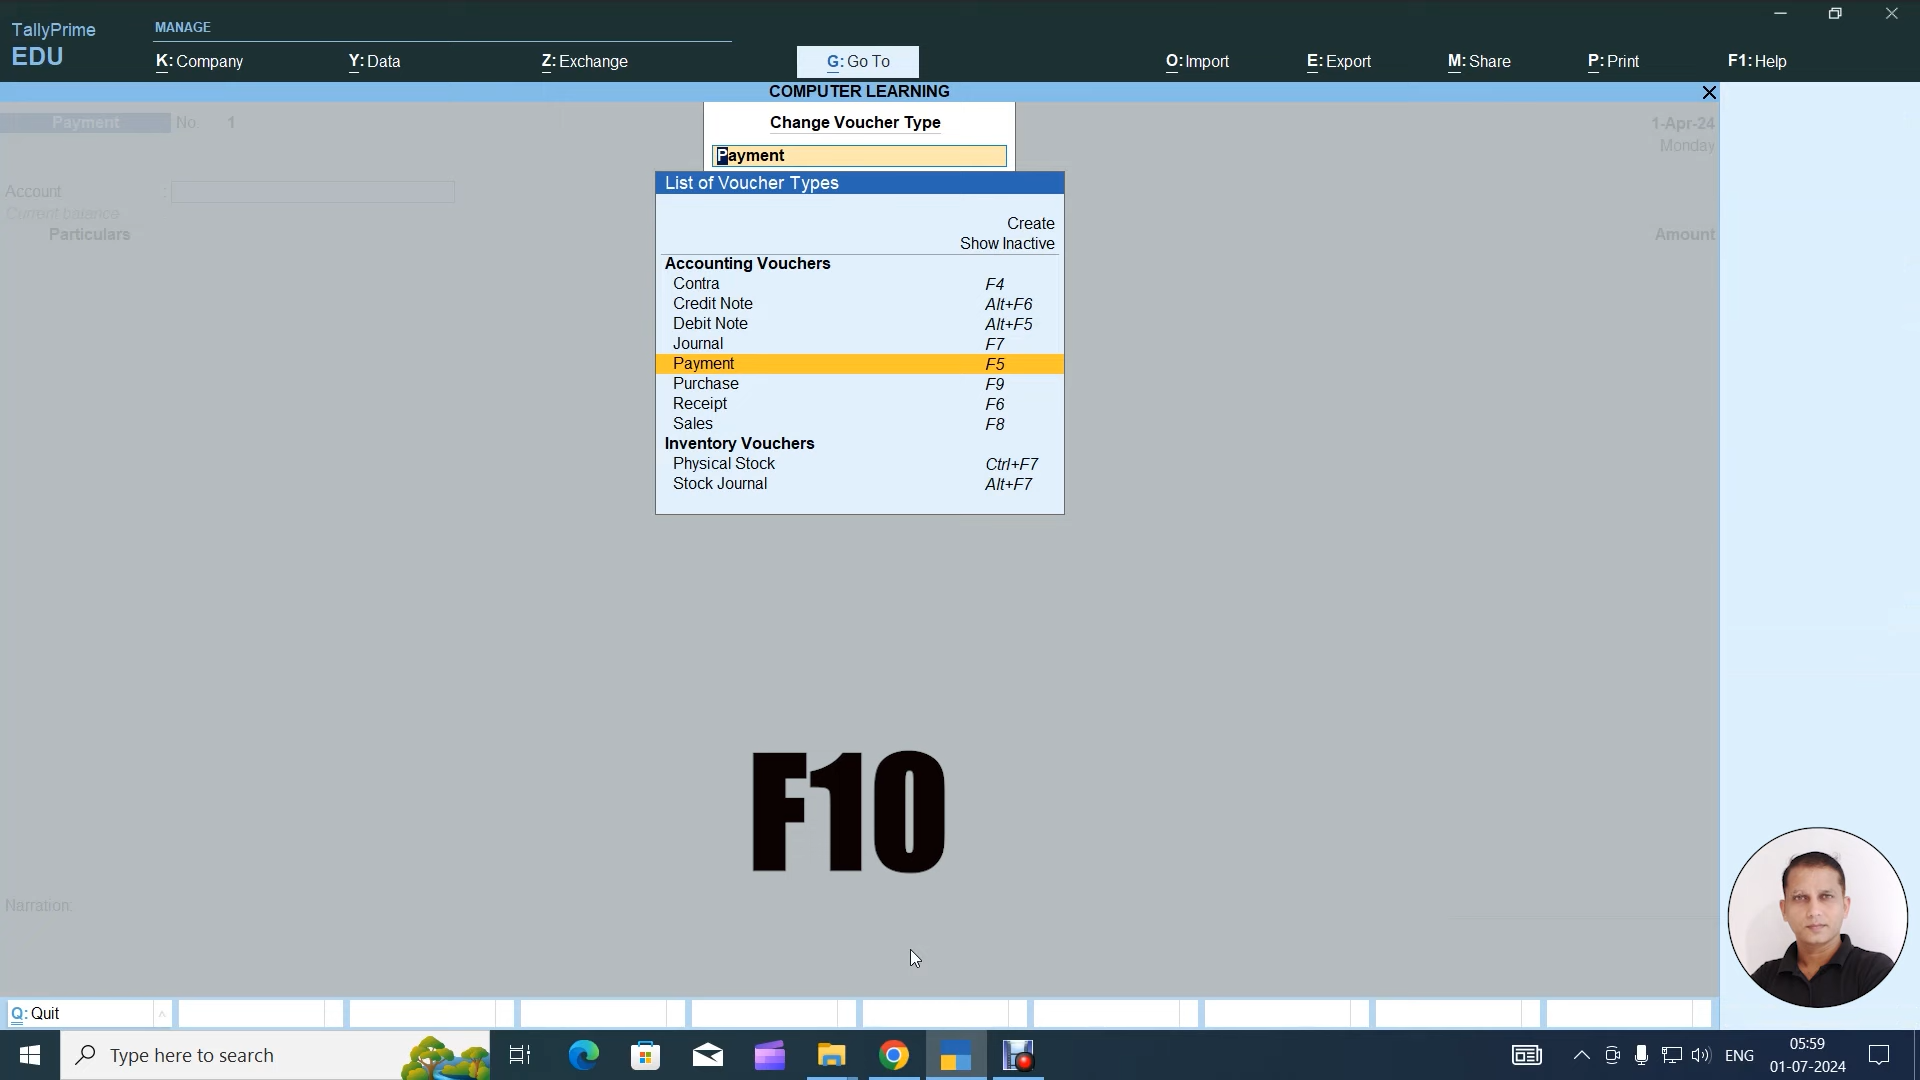 TallyPrime
EDU
MANAGE
K: Company
Y: Data
Z: Exchange
G: Go To
O: Import
E: Export
M: Share
P: Print
F1: Help
COMPUTER LEARNING
Payment No. 1
1-Apr-24
Monday
Change Voucher Type
Payment
Account :
Current balance
Particulars
Amount
List of Voucher Types
Create
Show Inactive
Accounting Vouchers
Contra F4
Credit Note Alt+F6
Debit Note Alt+F5
Journal F7
Payment F5
Purchase F9
Receipt F6
Sales F8
Inventory Vouchers
Physical Stock Ctrl+F7
Stock Journal Alt+F7
F10
Narration:
Q: Quit
Type here to search
ENG
05:59
01-07-2024